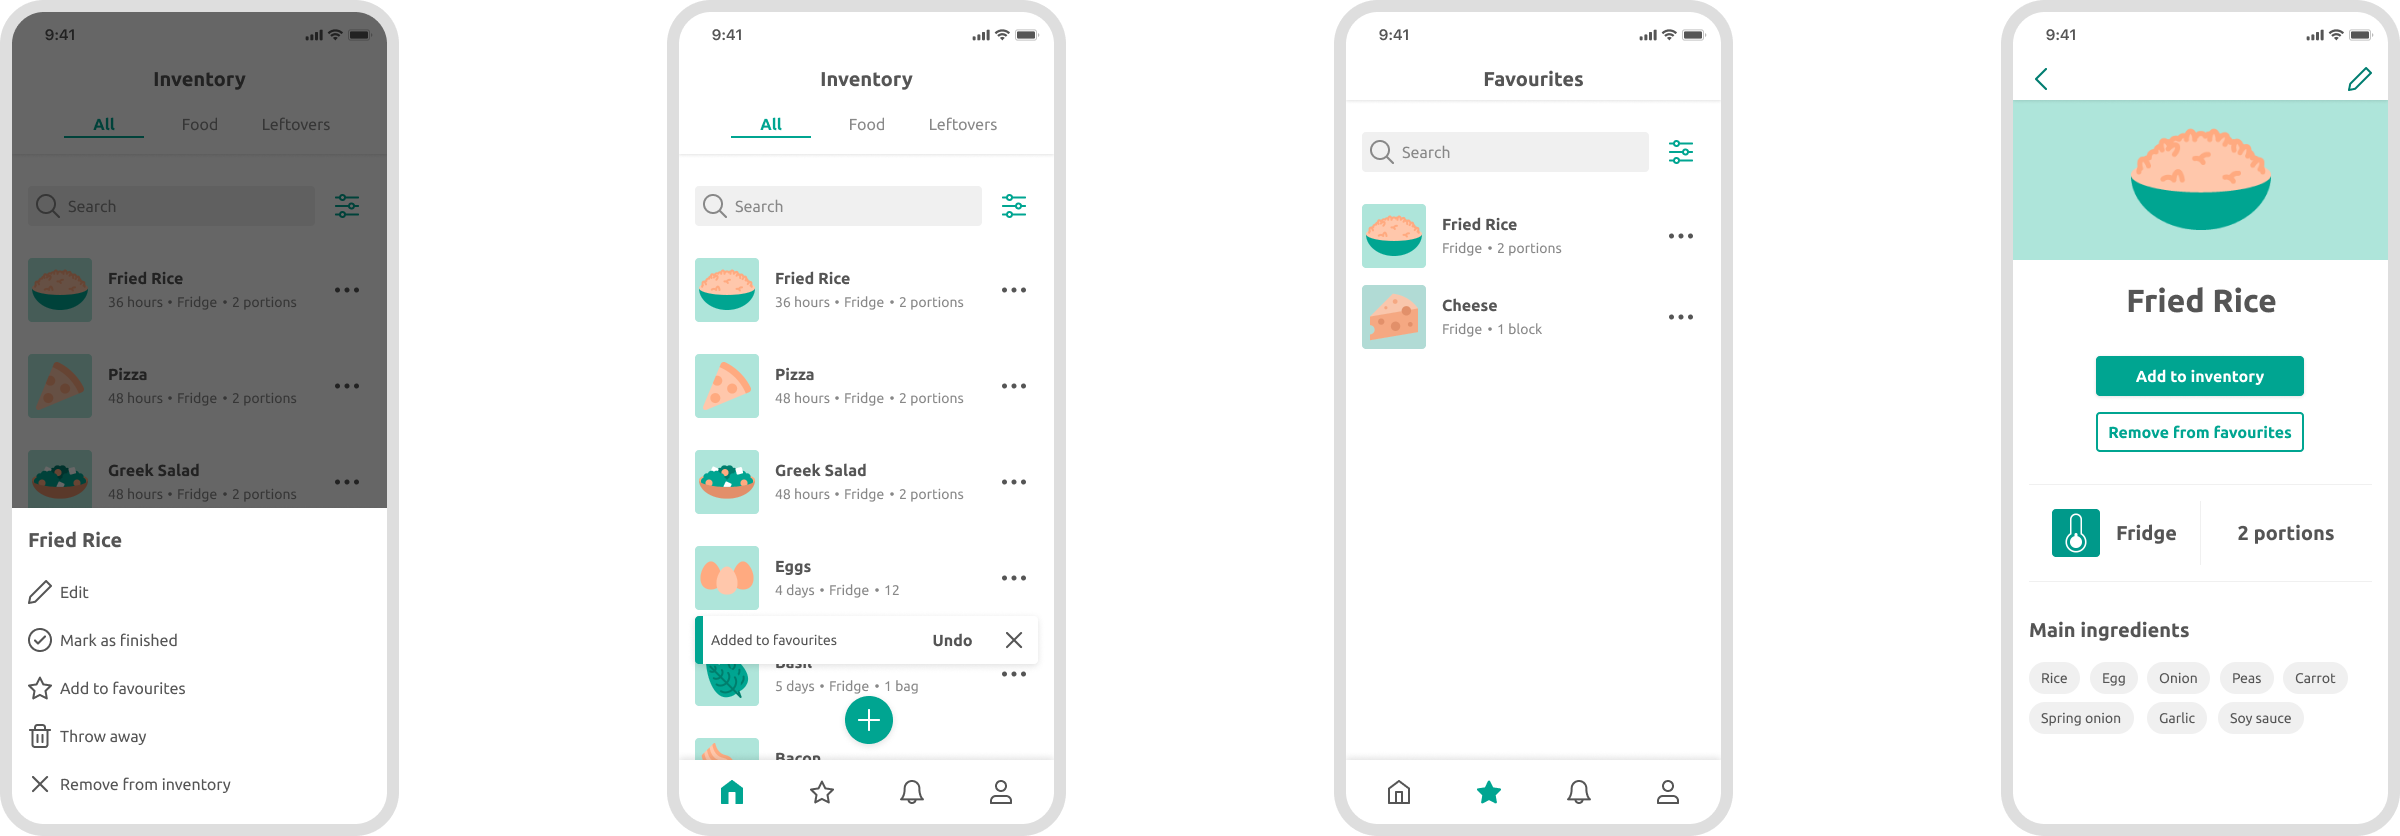 9:41
Inventory
All Food Leftovers
Search
Fried Rice
36 hours • Fridge • 2 portions
Pizza
48 hours • Fridge • 2 portions
Greek Salad
48 hours • Fridge • 2 portions
Fried Rice
Edit
Mark as finished
Add to favourites
Throw away
Remove from inventory
9:41
Inventory
All Food Leftovers
Search
Fried Rice
36 hours • Fridge • 2 portions
Pizza
48 hours • Fridge • 2 portions
Greek Salad
48 hours • Fridge • 2 portions
Eggs
4 days • Fridge • 12
Added to favourites Undo
Basil
5 days • Fridge • 1 bag
Bacon
9:41
Favourites
Search
Fried Rice
Fridge • 2 portions
Cheese
Fridge • 1 block
9:41
Fried Rice
Add to inventory
Remove from favourites
Fridge 2 portions
Main ingredients
Rice Egg Onion Peas Carrot
Spring onion Garlic Soy sauce